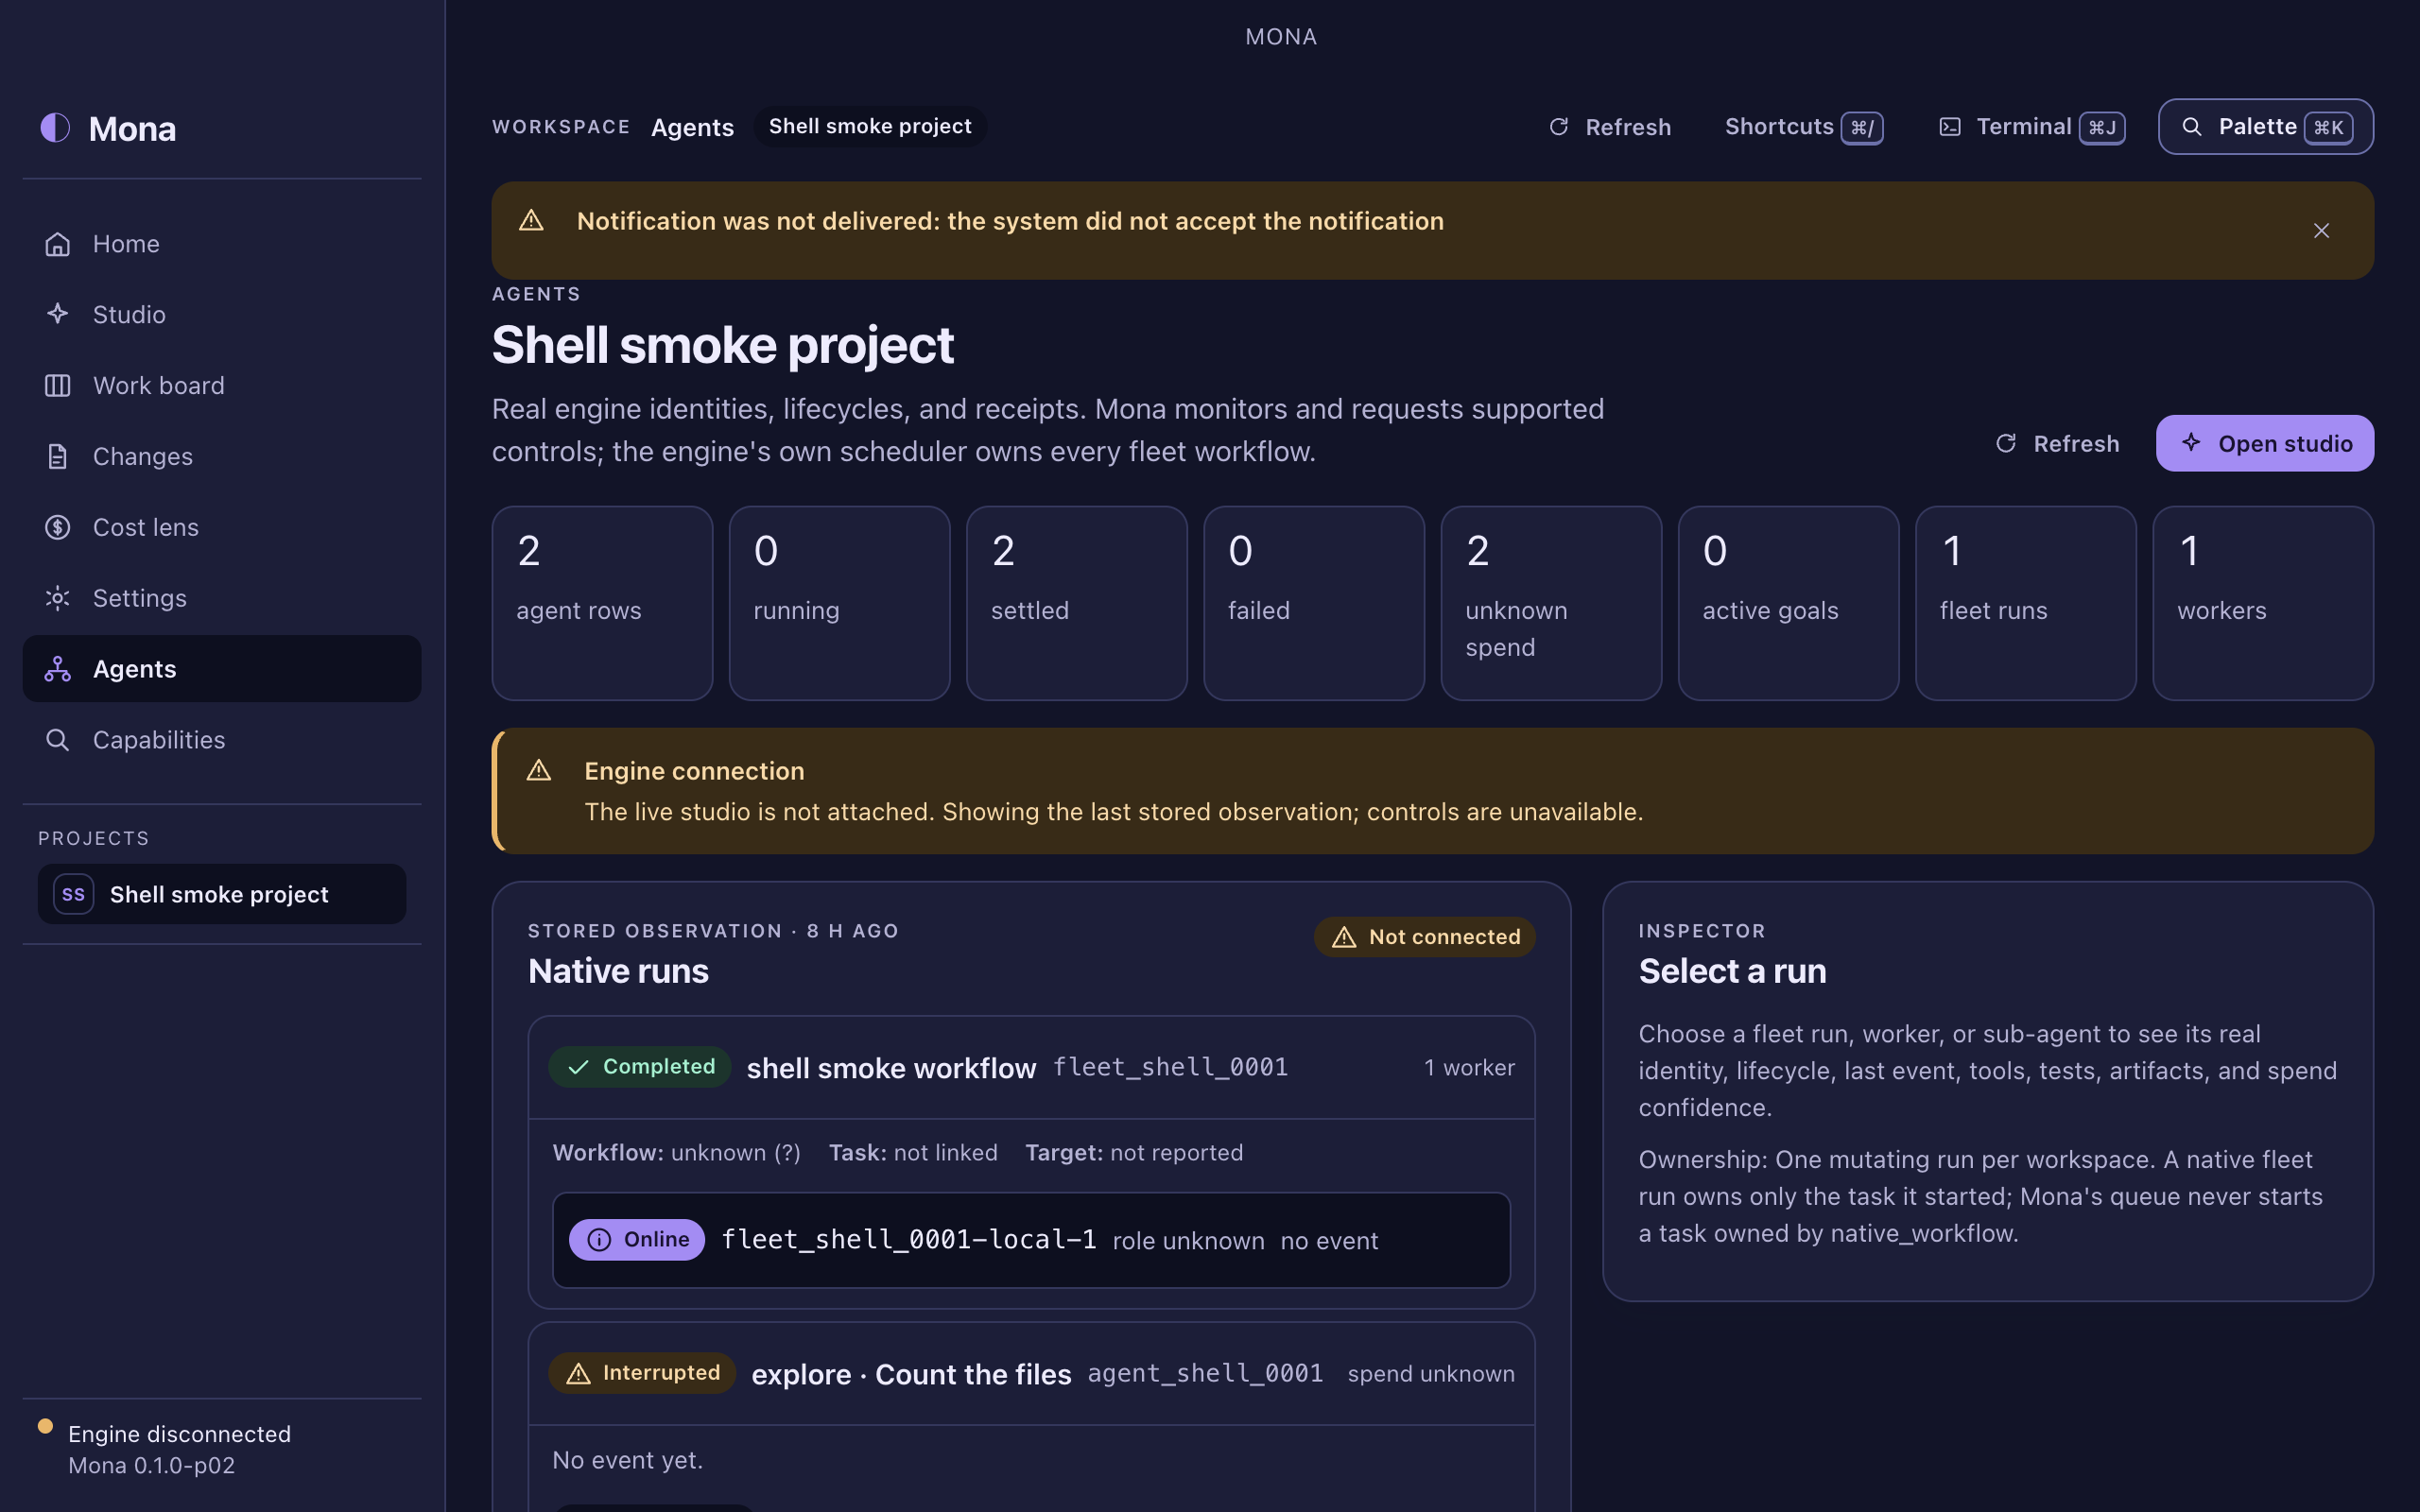 MONA
Mona
Home
Studio
Work board
Changes
Cost lens
Settings
Agents
Capabilities
PROJECTS
SS Shell smoke project
Engine disconnected
Mona 0.1.0-p02
WORKSPACE Agents Shell smoke project Refresh Shortcuts ⌘/ Terminal ⌘J Palette ⌘K
Notification was not delivered: the system did not accept the notification
AGENTS
Shell smoke project
Real engine identities, lifecycles, and receipts. Mona monitors and requests supported
controls; the engine's own scheduler owns every fleet workflow.
Refresh Open studio
2 agent rows
0 running
2 settled
0 failed
2 unknown
spend
0 active goals
1 fleet runs
1 workers
Engine connection
The live studio is not attached. Showing the last stored observation; controls are unavailable.
STORED OBSERVATION · 8 H AGO
Native runs
Not connected
Completed shell smoke workflow fleet_shell_0001 1 worker
Workflow: unknown (?) Task: not linked Target: not reported
Online fleet_shell_0001-local-1 role unknown no event
Interrupted explore · Count the files agent_shell_0001 spend unknown
No event yet.
INSPECTOR
Select a run
Choose a fleet run, worker, or sub-agent to see its real
identity, lifecycle, last event, tools, tests, artifacts, and spend
confidence.
Ownership: One mutating run per workspace. A native fleet
run owns only the task it started; Mona's queue never starts
a task owned by native_workflow.